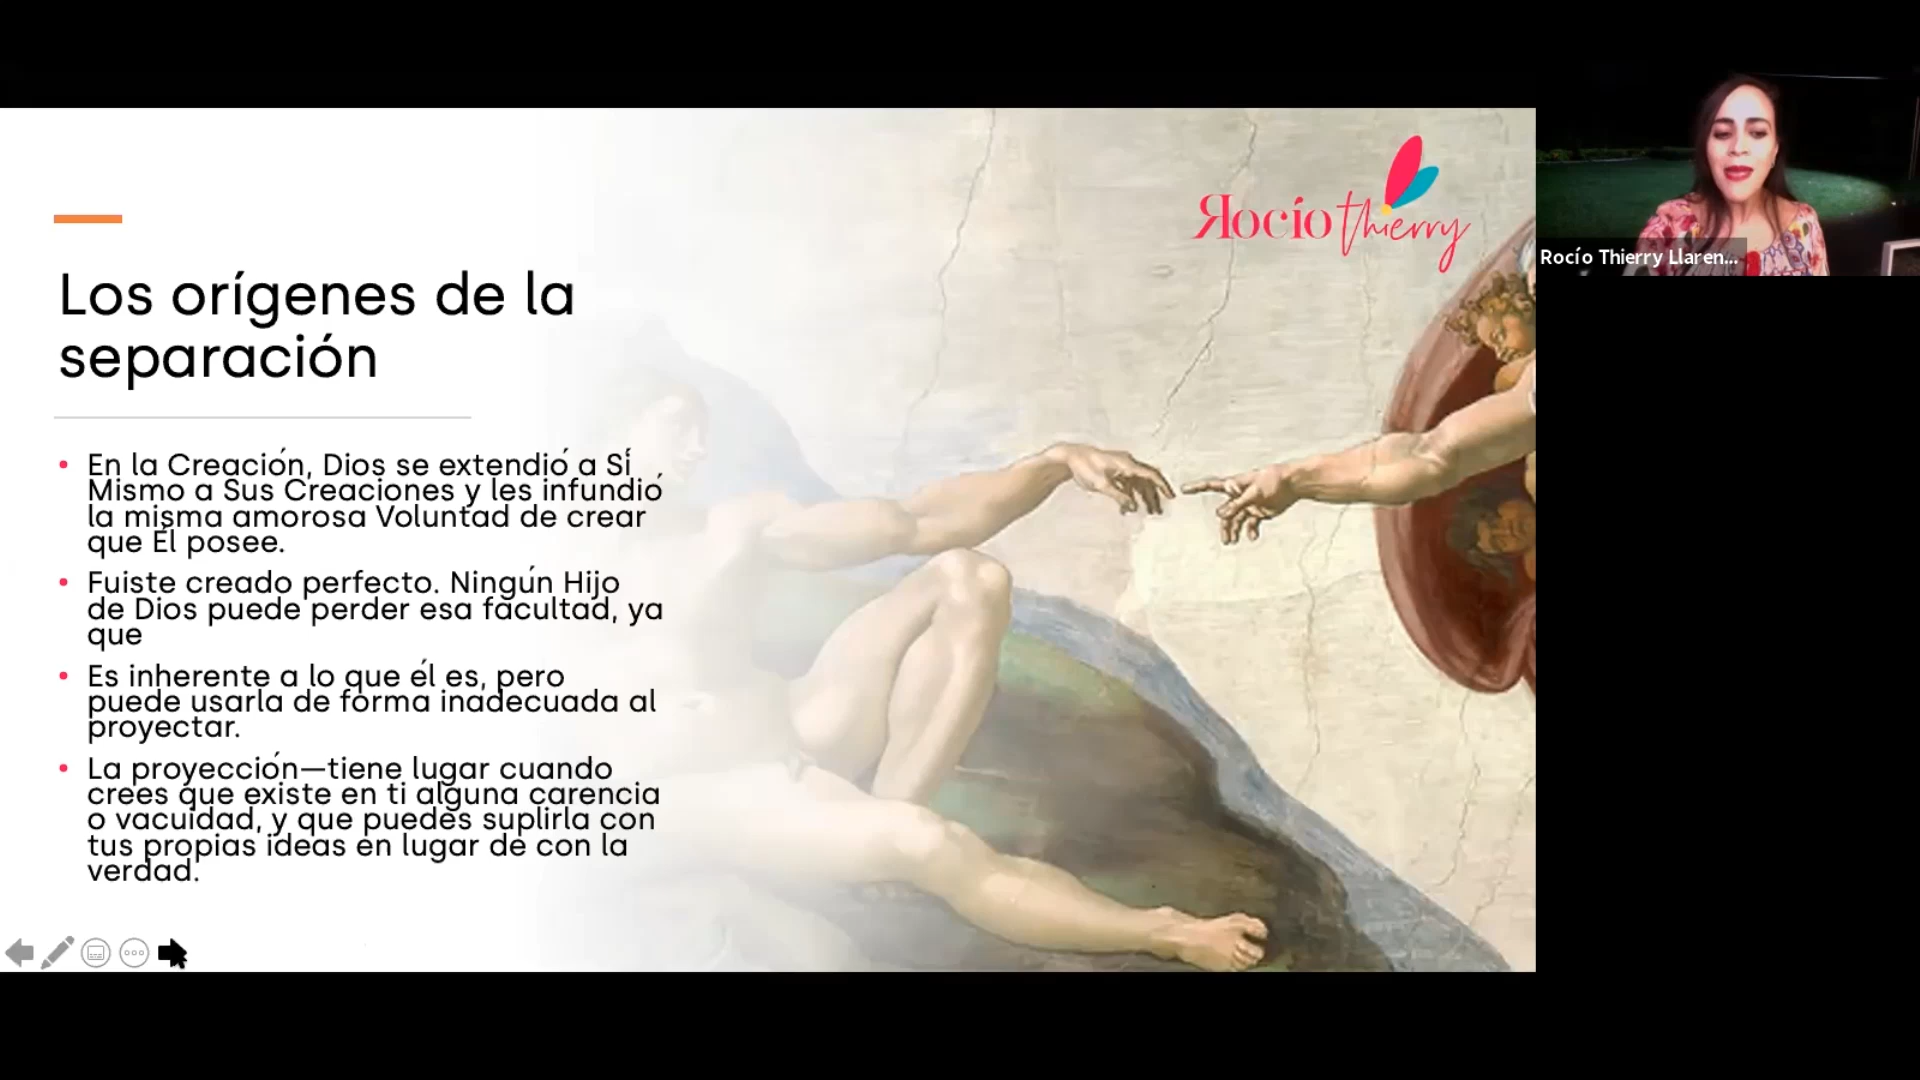 Rocío thierry
Rocío Thierry Llaren...
Los orígenes de la
separación
• En la Creación, Dios se extendió a Sí
Mismo a Sus Creaciones y les infundió
la misma amorosa Voluntad de crear
que Él posee.
• Fuiste creado perfecto. Ningún Hijo
de Dios puede perder esa facultad, ya
que
• Es inherente a lo que él es, pero
puede usarla de forma inadecuada al
proyectar.
• La proyección—tiene lugar cuando
crees que existe en ti alguna carencia
o vacuidad, y que puedes suplirla con
tus propias ideas en lugar de con la
verdad.